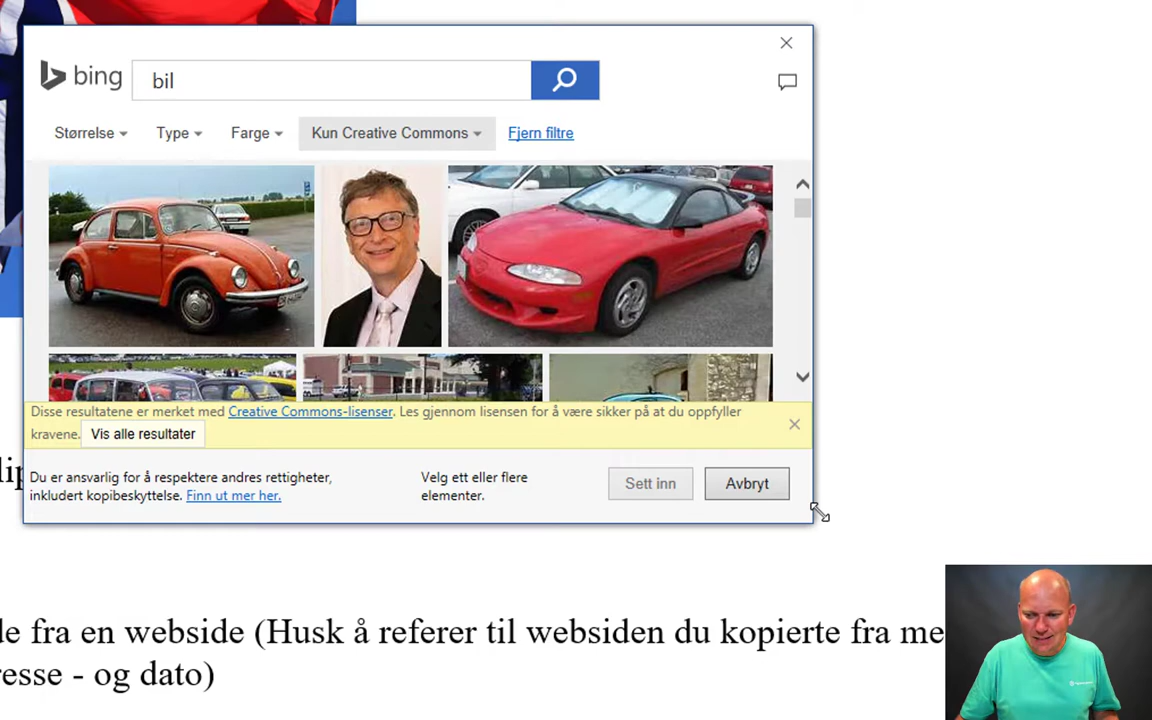 bing
bil
Størrelse
Type
Farge
Kun Creative Commons
Fjern filtre
Disse resultatene er merket med Creative Commons-lisenser. Les gjennom lisensen for å være sikker på at du oppfyller
kravene. Vis alle resultater
Du er ansvarlig for å respektere andres rettigheter,
inkludert kopibeskyttelse. Finn ut mer her.
Velg ett eller flere
elementer.
Sett inn
Avbryt
fra en webside (Husk å referer til websiden du kopierte fra me
resse - og dato)